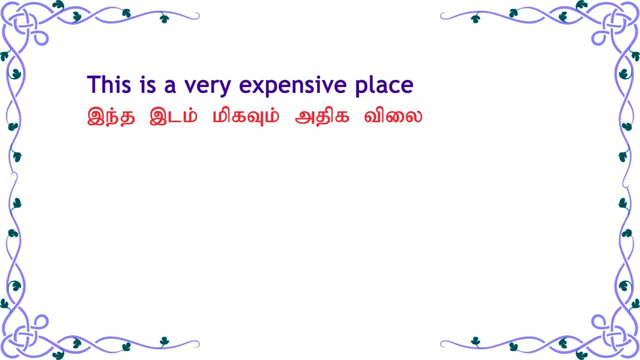 This is a very expensive place
இந்த இடம் மிகவும் அதிக விலை